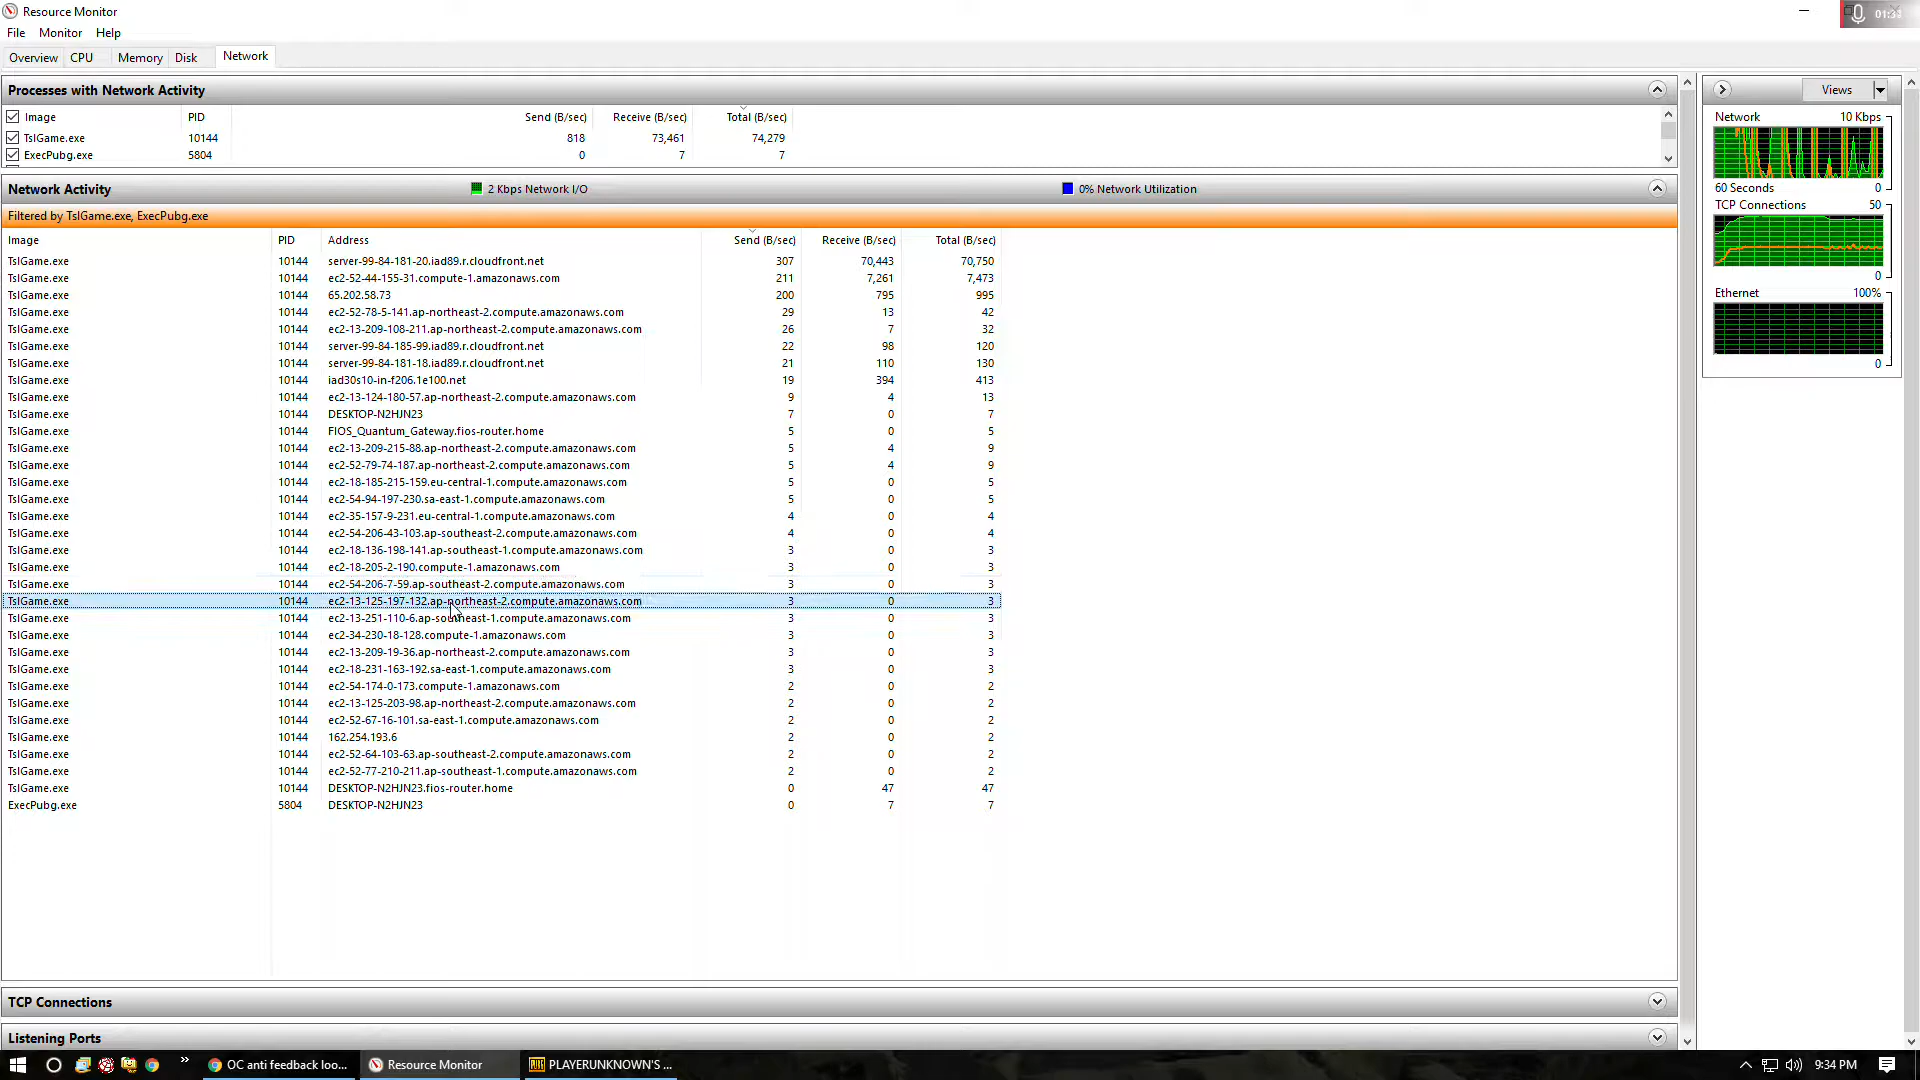 Resource Monitor
File Monitor Help
Overview CPU Memory Disk Network
Processes with Network Activity
Image PID Send (B/sec) Receive (B/sec) Total (B/sec)
TslGame.exe 10144 818 73,461 74,279
ExecPubg.exe 5804 0 7 7
Network Activity 2 Kbps Network I/O 0% Network Utilization
Filtered by TslGame.exe, ExecPubg.exe
Image PID Address Send (B/sec) Receive (B/sec) Total (B/sec)
TslGame.exe 10144 server-99-84-181-20.iad89.r.cloudfront.net 307 70,443 70,750
TslGame.exe 10144 ec2-52-44-155-31.compute-1.amazonaws.com 211 7,261 7,473
TslGame.exe 10144 65.202.58.73 200 795 995
TslGame.exe 10144 ec2-52-78-5-141.ap-northeast-2.compute.amazonaws.com 29 13 42
TslGame.exe 10144 ec2-13-209-108-211.ap-northeast-2.compute.amazonaws.com 26 7 32
TslGame.exe 10144 server-99-84-185-99.iad89.r.cloudfront.net 22 98 120
TslGame.exe 10144 server-99-84-181-18.iad89.r.cloudfront.net 21 110 130
TslGame.exe 10144 iad30s10-in-f206.1e100.net 19 394 413
TslGame.exe 10144 ec2-13-124-180-57.ap-northeast-2.compute.amazonaws.com 9 4 13
TslGame.exe 10144 DESKTOP-N2HJN23 7 0 7
TslGame.exe 10144 FIOS_Quantum_Gateway.fios-router.home 5 0 5
TslGame.exe 10144 ec2-13-209-215-88.ap-northeast-2.compute.amazonaws.com 5 4 9
TslGame.exe 10144 ec2-52-79-74-187.ap-northeast-2.compute.amazonaws.com 5 4 9
TslGame.exe 10144 ec2-18-185-215-159.eu-central-1.compute.amazonaws.com 5 0 5
TslGame.exe 10144 ec2-54-94-197-230.sa-east-1.compute.amazonaws.com 5 0 5
TslGame.exe 10144 ec2-35-157-9-231.eu-central-1.compute.amazonaws.com 4 0 4
TslGame.exe 10144 ec2-54-206-43-103.ap-southeast-2.compute.amazonaws.com 4 0 4
TslGame.exe 10144 ec2-18-136-198-141.ap-southeast-1.compute.amazonaws.com 3 0 3
TslGame.exe 10144 ec2-18-205-2-190.compute-1.amazonaws.com 3 0 3
TslGame.exe 10144 ec2-54-206-7-59.ap-southeast-2.compute.amazonaws.com 3 0 3
TslGame.exe 10144 ec2-13-125-197-132.ap-northeast-2.compute.amazonaws.com 3 0 3
TslGame.exe 10144 ec2-13-251-110-6.ap-southeast-1.compute.amazonaws.com 3 0 3
TslGame.exe 10144 ec2-34-230-18-128.compute-1.amazonaws.com 3 0 3
TslGame.exe 10144 ec2-13-209-19-36.ap-northeast-2.compute.amazonaws.com 3 0 3
TslGame.exe 10144 ec2-18-231-163-192.sa-east-1.compute.amazonaws.com 3 0 3
TslGame.exe 10144 ec2-54-174-0-173.compute-1.amazonaws.com 2 0 2
TslGame.exe 10144 ec2-13-125-203-98.ap-northeast-2.compute.amazonaws.com 2 0 2
TslGame.exe 10144 ec2-52-67-16-101.sa-east-1.compute.amazonaws.com 2 0 2
TslGame.exe 10144 162.254.193.6 2 0 2
TslGame.exe 10144 ec2-52-64-103-63.ap-southeast-2.compute.amazonaws.com 2 0 2
TslGame.exe 10144 ec2-52-77-210-211.ap-southeast-1.compute.amazonaws.com 2 0 2
TslGame.exe 10144 DESKTOP-N2HJN23.fios-router.home 0 47 47
ExecPubg.exe 5804 DESKTOP-N2HJN23 0 7 7
TCP Connections
Listening Ports
Views
Network 10 Kbps
60 Seconds 0
TCP Connections 50
0
Ethernet 100%
0
OC anti feedback loo... Resource Monitor PLAYERUNKNOWN'S ... 9:34 PM